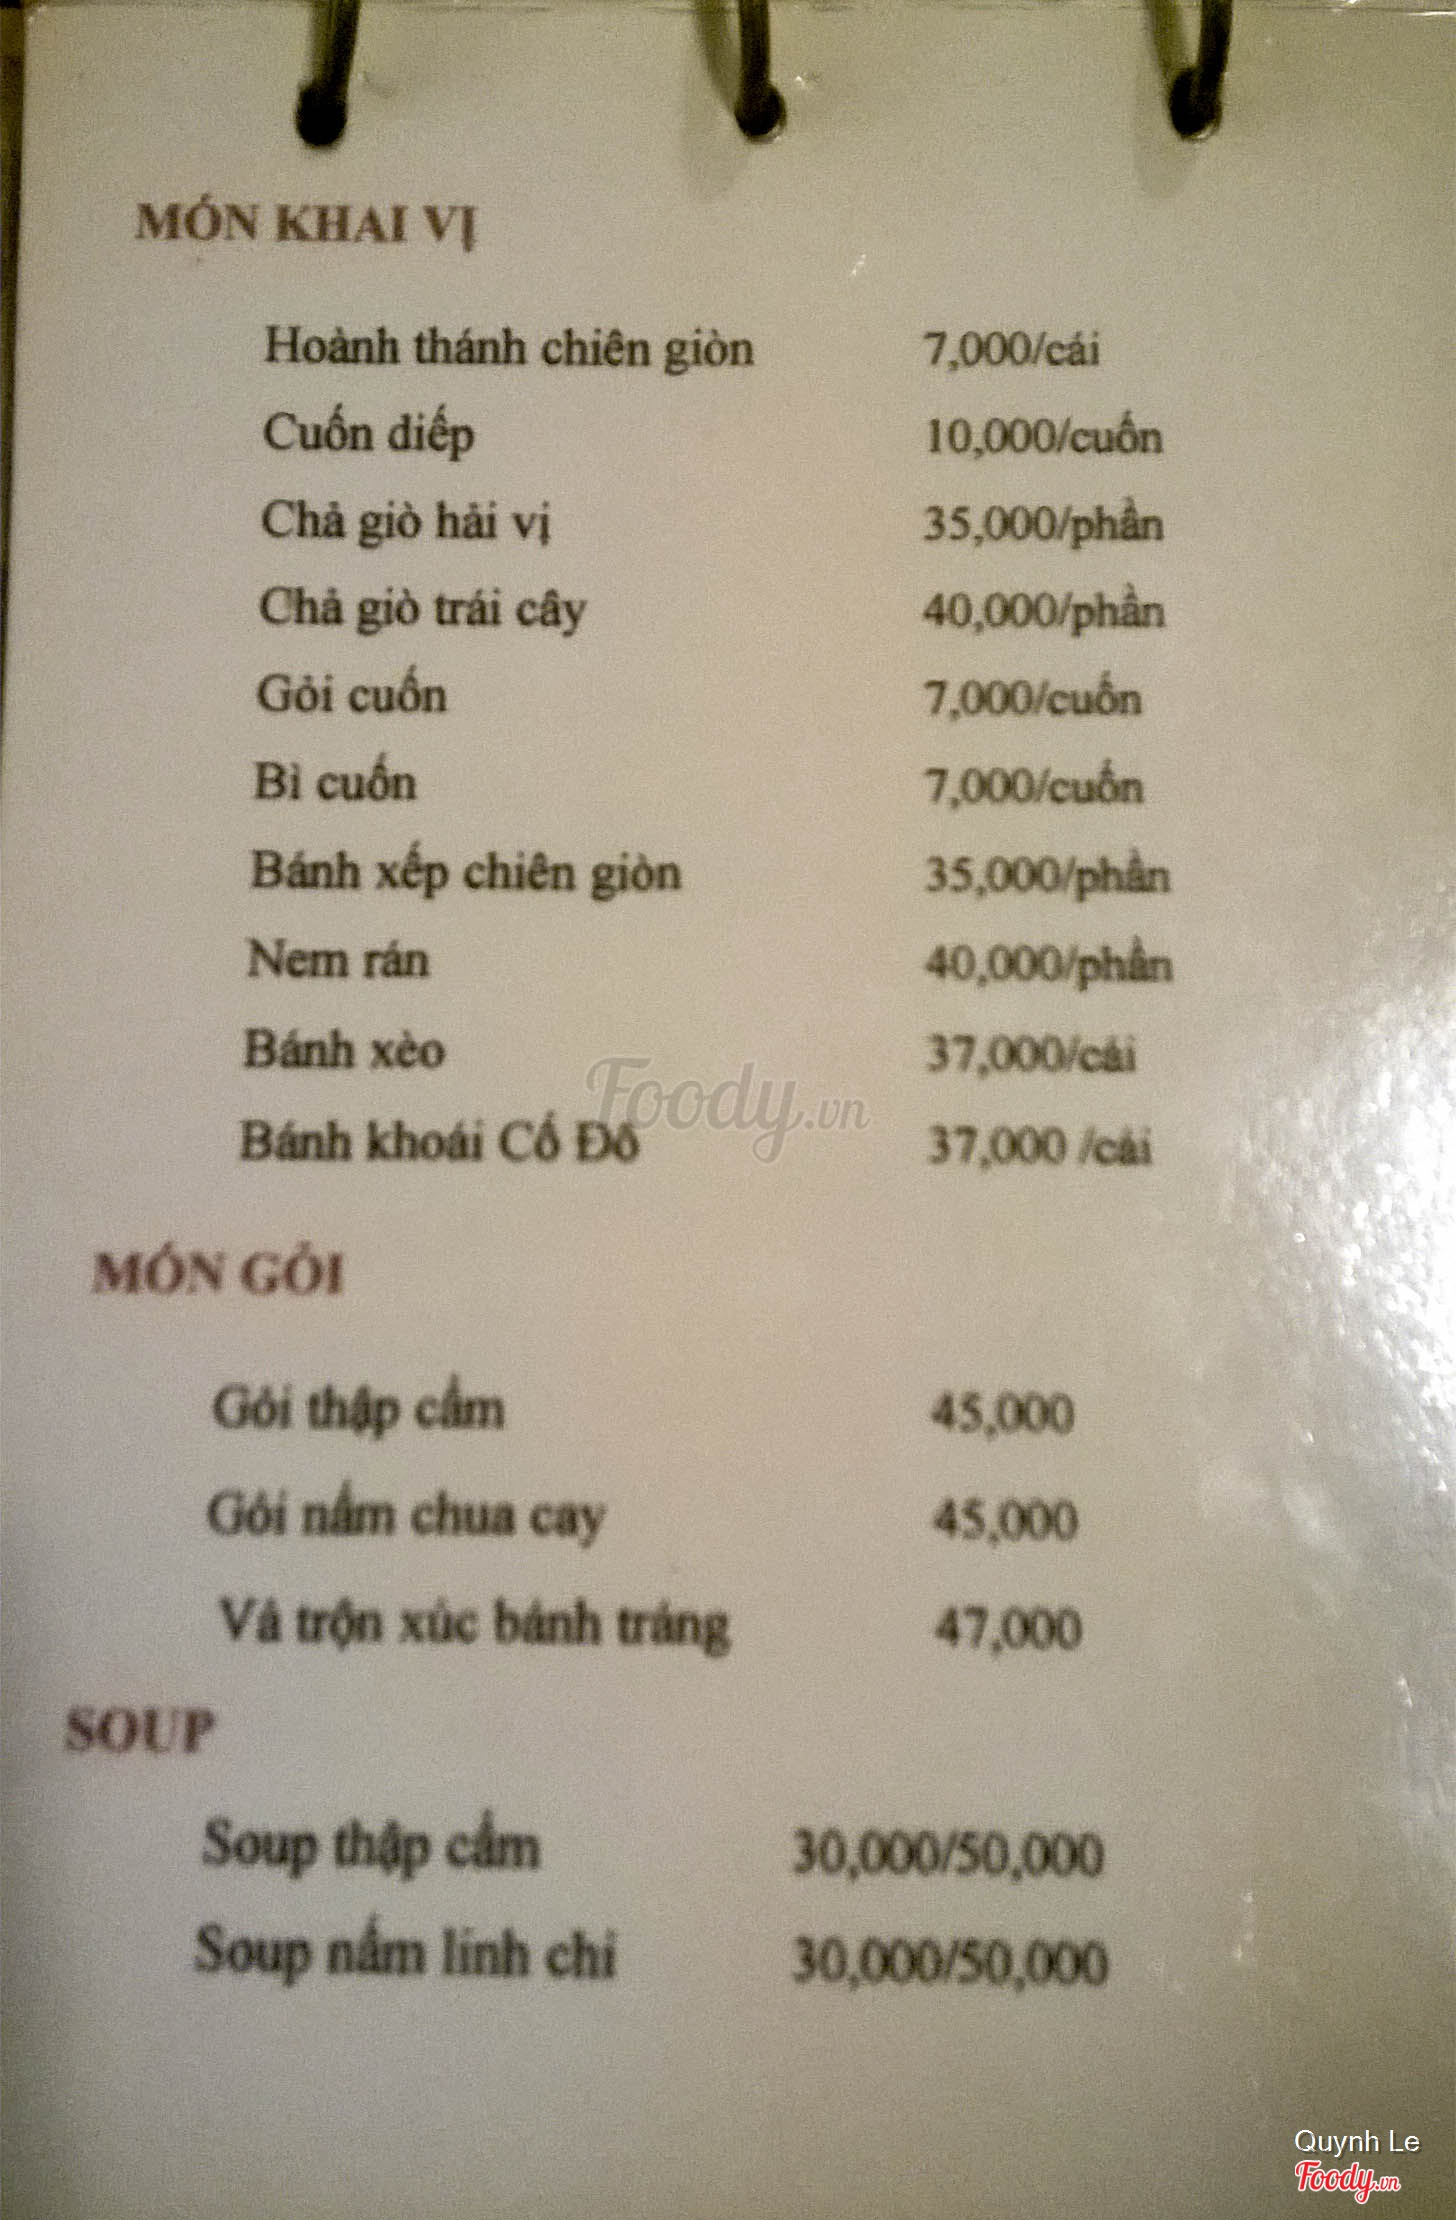 MÓN KHAI VỊ
Hoành thánh chiên giòn 7,000/cái
Cuốn diếp 10,000/cuốn
Chả giò hải vị 35,000/phần
Chả giò trái cây 40,000/phần
Gỏi cuốn 7,000/cuốn
Bì cuốn 7,000/cuốn
Bánh xếp chiên giòn 35,000/phần
Nem rán 40,000/phần
Bánh xèo 37,000/cái
Bánh khoái Cố Đô 37,000 /cái
Foody.vn
MÓN GỎI
Gỏi thập cẩm 45,000
Gỏi nấm chua cay 45,000
Vả trộn xúc bánh tráng 47,000
SOUP
Soup thập cẩm 30,000/50,000
Soup nấm linh chi 30,000/50,000
Quynh Le
Foody.vn